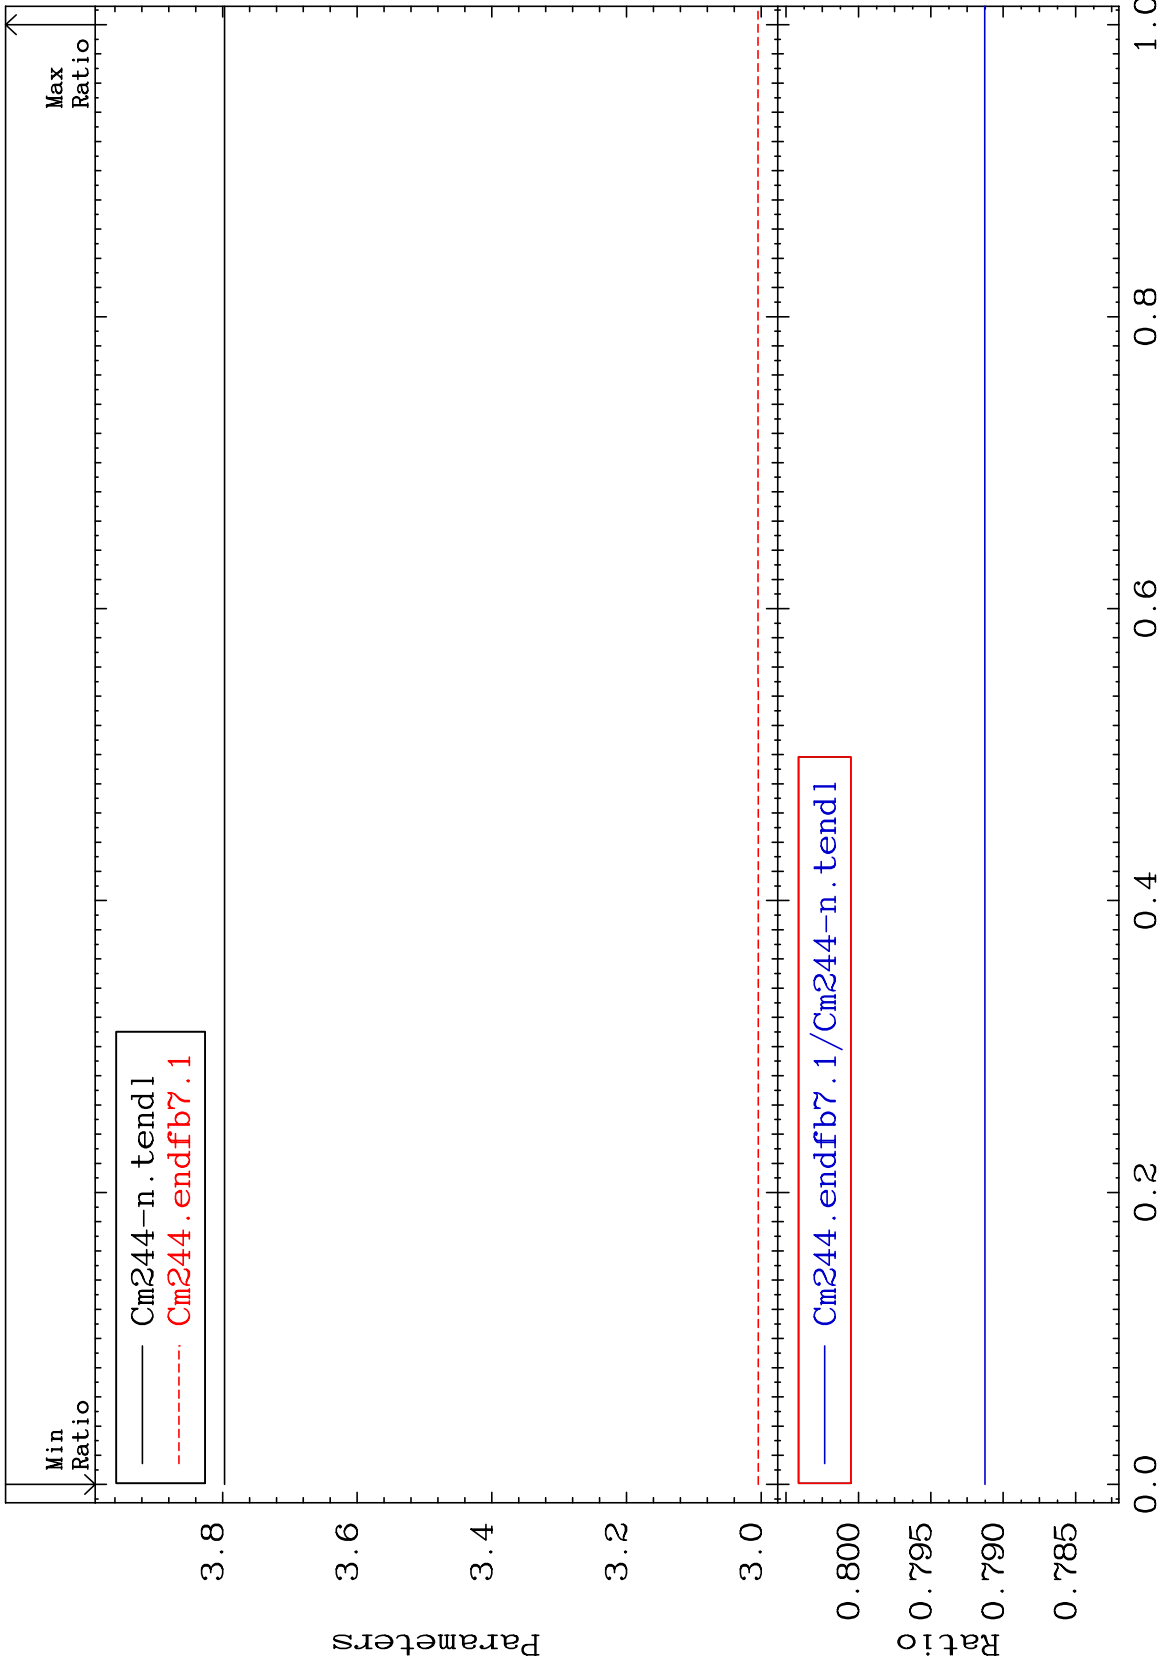 Min
Ratio
Max
Ratio
Cm244-n.tendl
Cm244.endfb7.1
3.8
3.6
3.4
3.2
3.0
Parameters
Cm244.endfb7.1/Cm244-n.tendl
0.800
0.795
0.790
0.785
Ratio
0.0
0.2
0.4
0.6
0.8
1.0